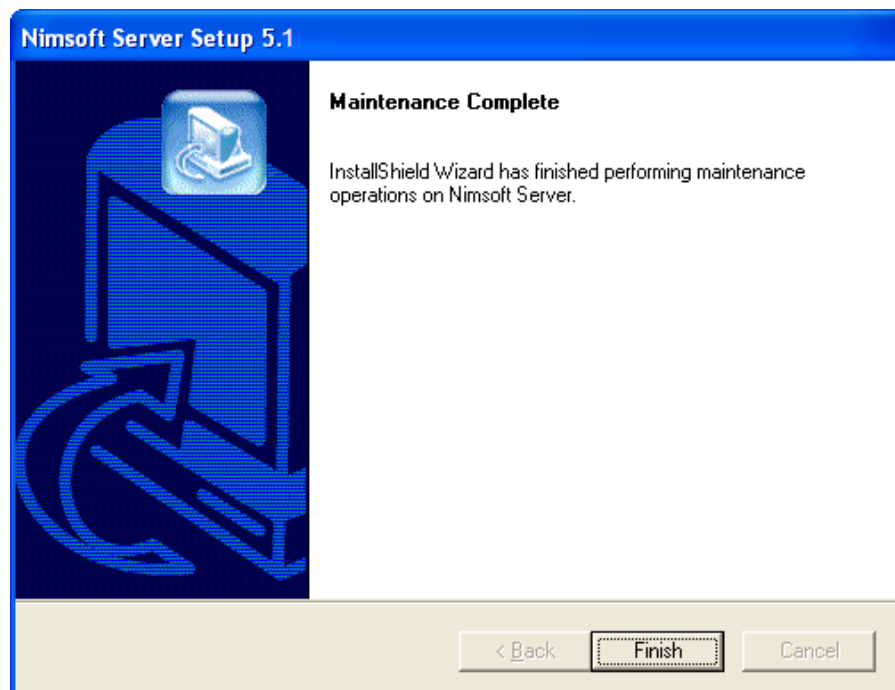 Nimsoft Server Setup 5.1
Maintenance Complete
InstallShield Wizard has finished performing maintenance
operations on Nimsoft Server.
< Back
Finish
Cancel